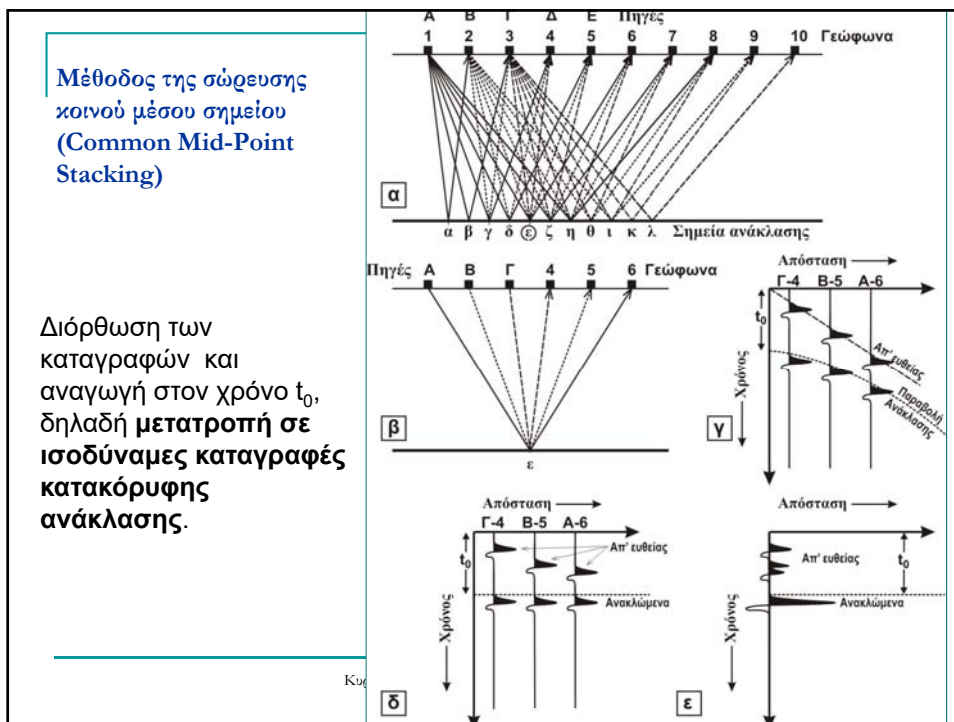 Μέθοδος της σώρευσης
κοινού μέσου σημείου
(Common Mid-Point
Stacking)
Διόρθωση των
καταγραφών και
αναγωγή στον χρόνο t₀,
δηλαδή μετατροπή σε
ισοδύναμες καταγραφές
κατακόρυφης
ανάκλασης.
Α Β Γ Δ Ε Πηγές
1 2 3 4 5 6 7 8 9 10 Γεώφωνα
α
α β γ δ ε ζ η θ ι κ λ Σημεία ανάκλασης
Πηγές Α Β Γ 4 5 6 Γεώφωνα
β
ε
Απόσταση
Γ-4 Β-5 Α-6
t₀
Απ' ευθείας
Χρόνος
Παραβολή
Ανάκλασης
γ
Απόσταση
Γ-4 Β-5 Α-6
t₀
Απ' ευθείας
Ανακλώμενα
Χρόνος
δ
Απόσταση
Απ' ευθείας
t₀
Ανακλώμενα
Χρόνος
ε